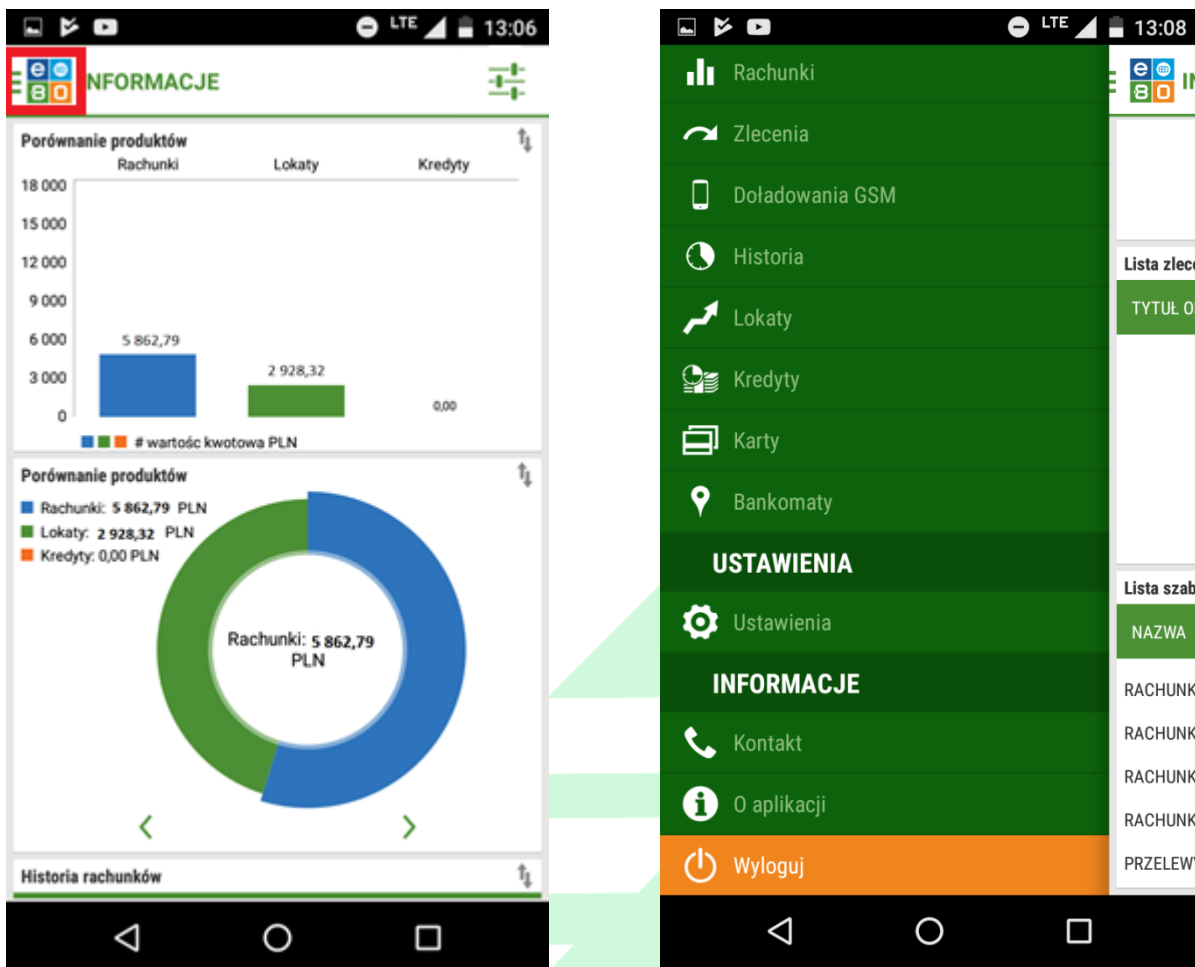 LTE 13:06
INFORMACJE
Porównanie produktów
Rachunki Lokaty Kredyty
18 000
15 000
12 000
9 000
6 000
3 000
0
5 862,79
2 928,32
0,00
# wartośc kwotowa PLN
Porównanie produktów
Rachunki: 5 862,79 PLN
Lokaty: 2 928,32 PLN
Kredyty: 0,00 PLN
Rachunki: 5 862,79
PLN
Historia rachunków
LTE 13:08
Rachunki
Zlecenia
Doładowania GSM
Historia
Lokaty
Kredyty
Karty
Bankomaty
USTAWIENIA
Ustawienia
INFORMACJE
Kontakt
O aplikacji
Wyloguj
IN
Lista zlece
TYTUŁ O
Lista szab
NAZWA
RACHUNK
RACHUNK
RACHUNK
RACHUNK
PRZELEWY